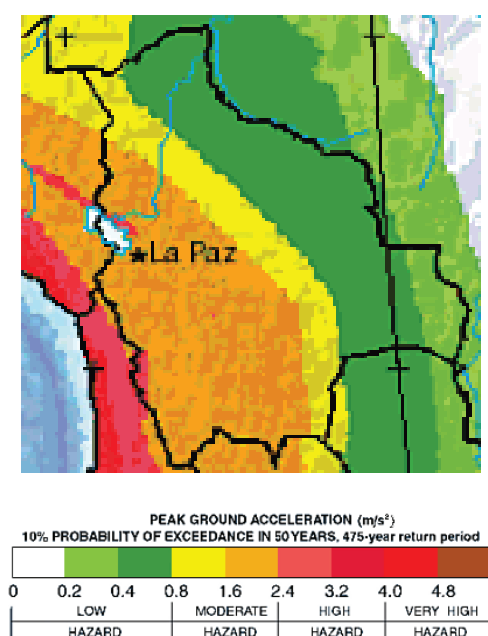 La Paz
PEAK GROUND ACCELERATION (m/s²)
10% PROBABILITY OF EXCEEDANCE IN 50 YEARS, 475-year return period
0 0.2 0.4 0.8 1.6 2.4 3.2 4.0 4.8
LOW MODERATE HIGH VERY HIGH
HAZARD HAZARD HAZARD HAZARD